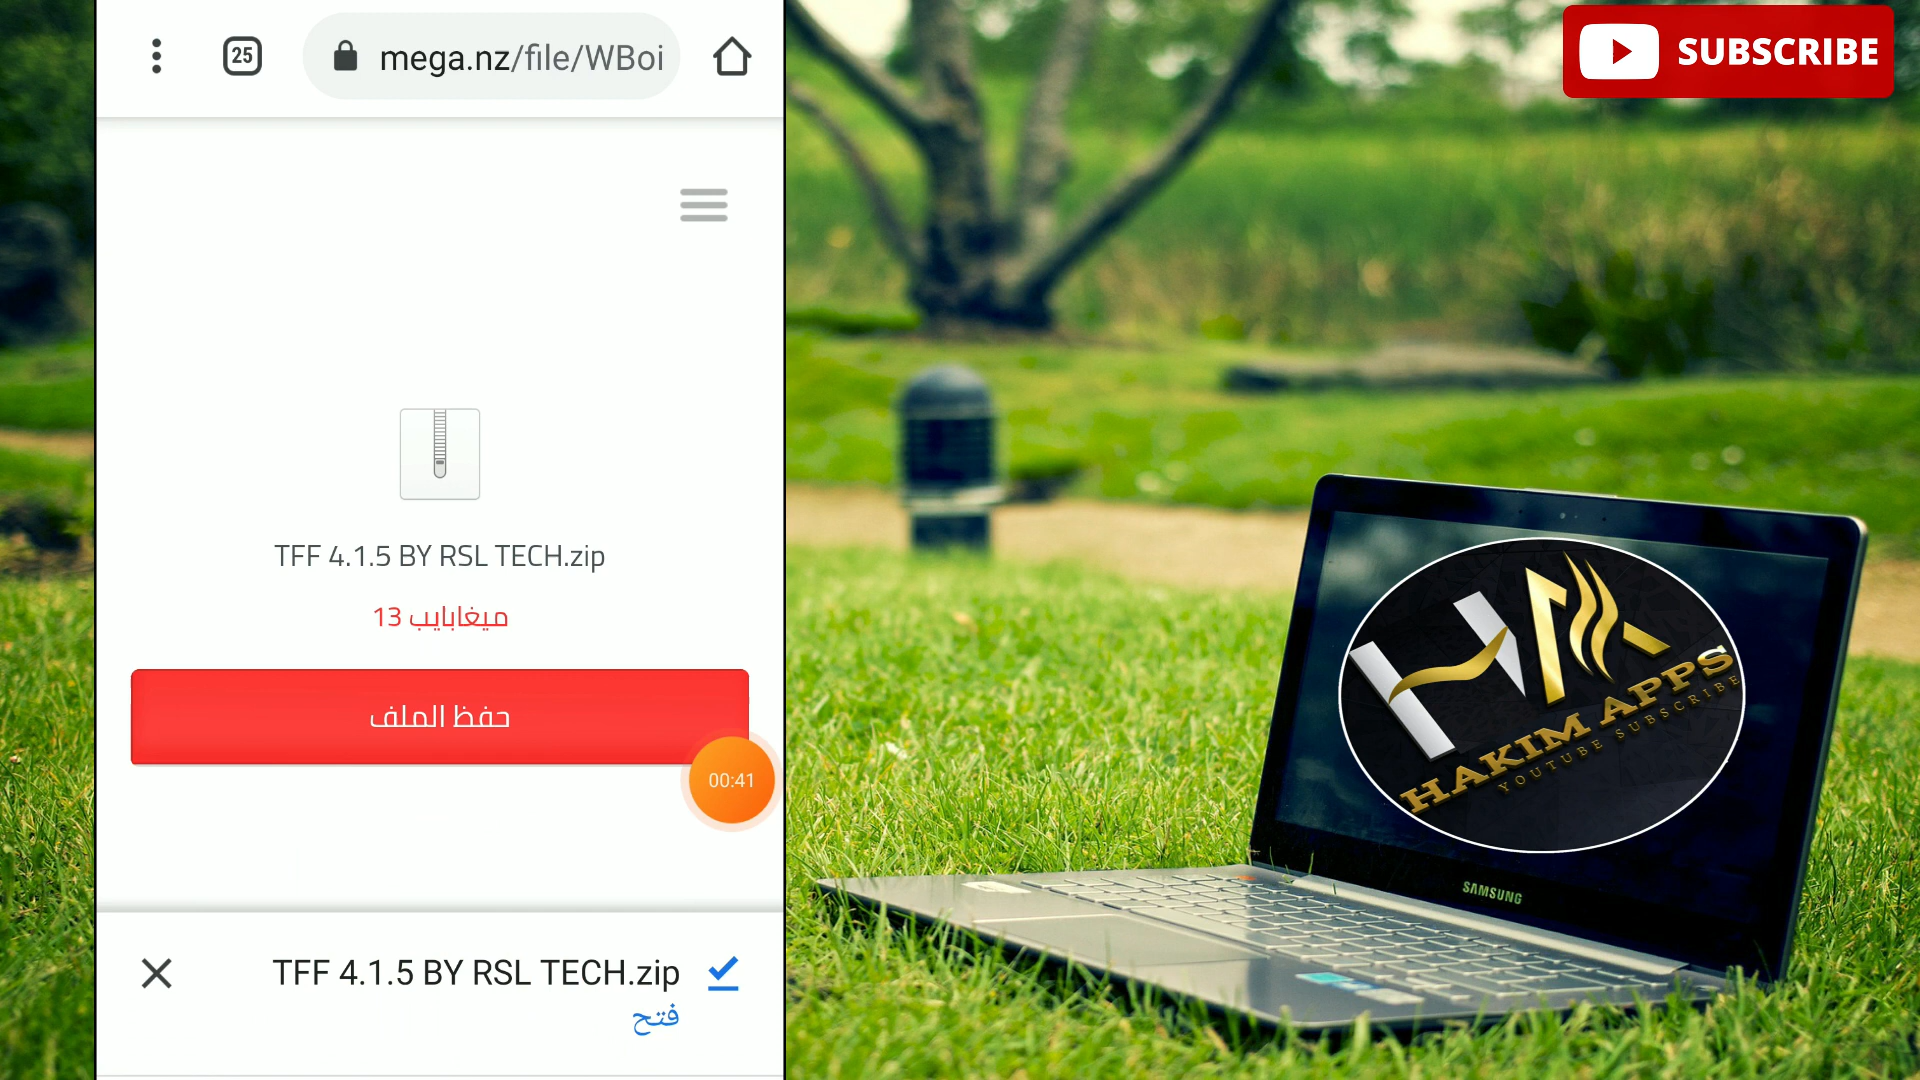 25
mega.nz/file/WBoi
SUBSCRIBE
TFF 4.1.5 BY RSL TECH.zip
13 ميغابايب
حفظ الملف
00:41
TFF 4.1.5 BY RSL TECH.zip
فتح
HAKIM APPS
YOUTUBE SUBSCRIBE
SAMSUNG